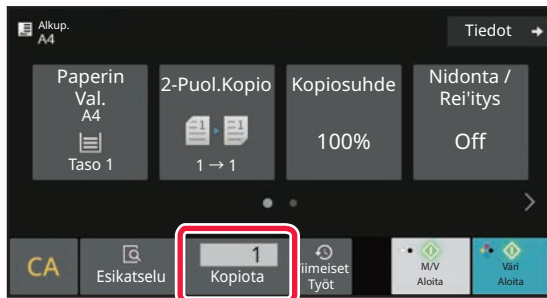 Alkup.
A4
Tiedot
Paperin
Val.
A4
Taso 1
2-Puol.Kopio
1 → 1
Kopiosuhde
100%
Nidonta /
Rei'itys
Off
CA
Esikatselu
1
Kopiota
iimeiset
Työt
M/V
Aloita
Väri
Aloita